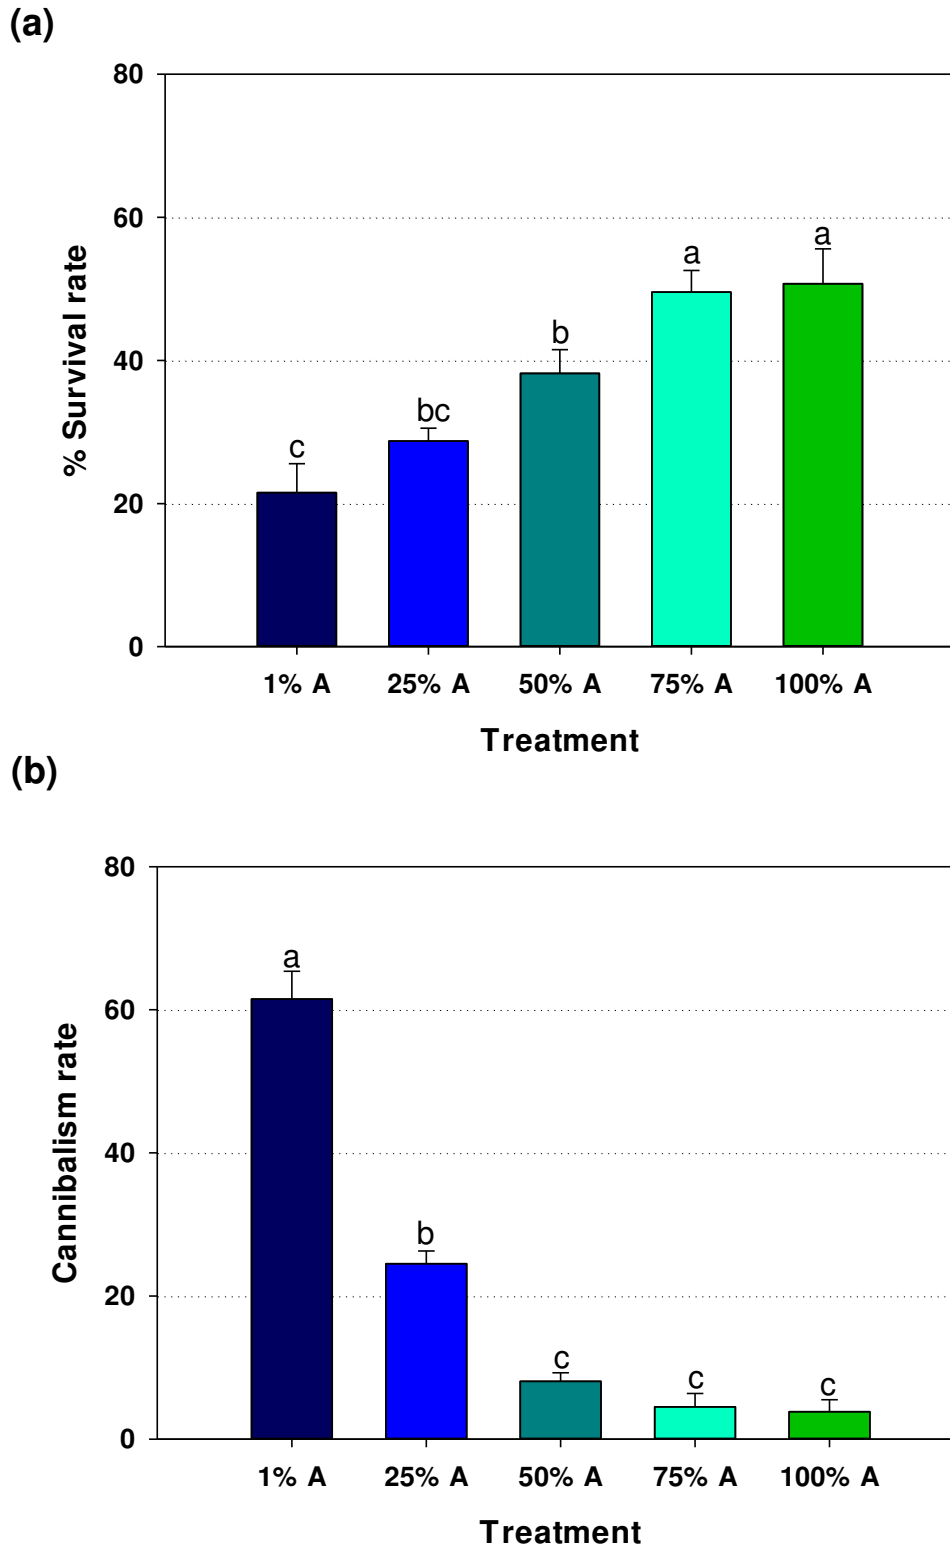 (a)
80
60
40
20
0
% Survival rate
c
bc
b
a
a
1% A 25% A 50% A 75% A 100% A
Treatment
(b)
80
60
40
20
0
Cannibalism rate
a
b
c
c
c
1% A 25% A 50% A 75% A 100% A
Treatment